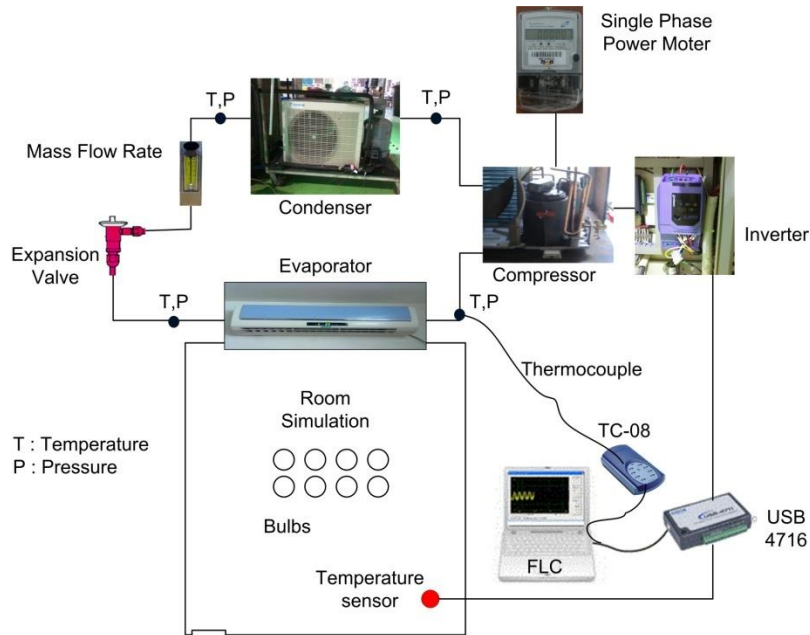 Single Phase
Power Moter
T,P
T,P
Mass Flow Rate
Condenser
Inverter
Expansion
Valve
Evaporator
Compressor
T,P
T,P
Thermocouple
Room
Simulation
TC-08
T : Temperature
P : Pressure
Bulbs
USB
4716
FLC
Temperature
sensor